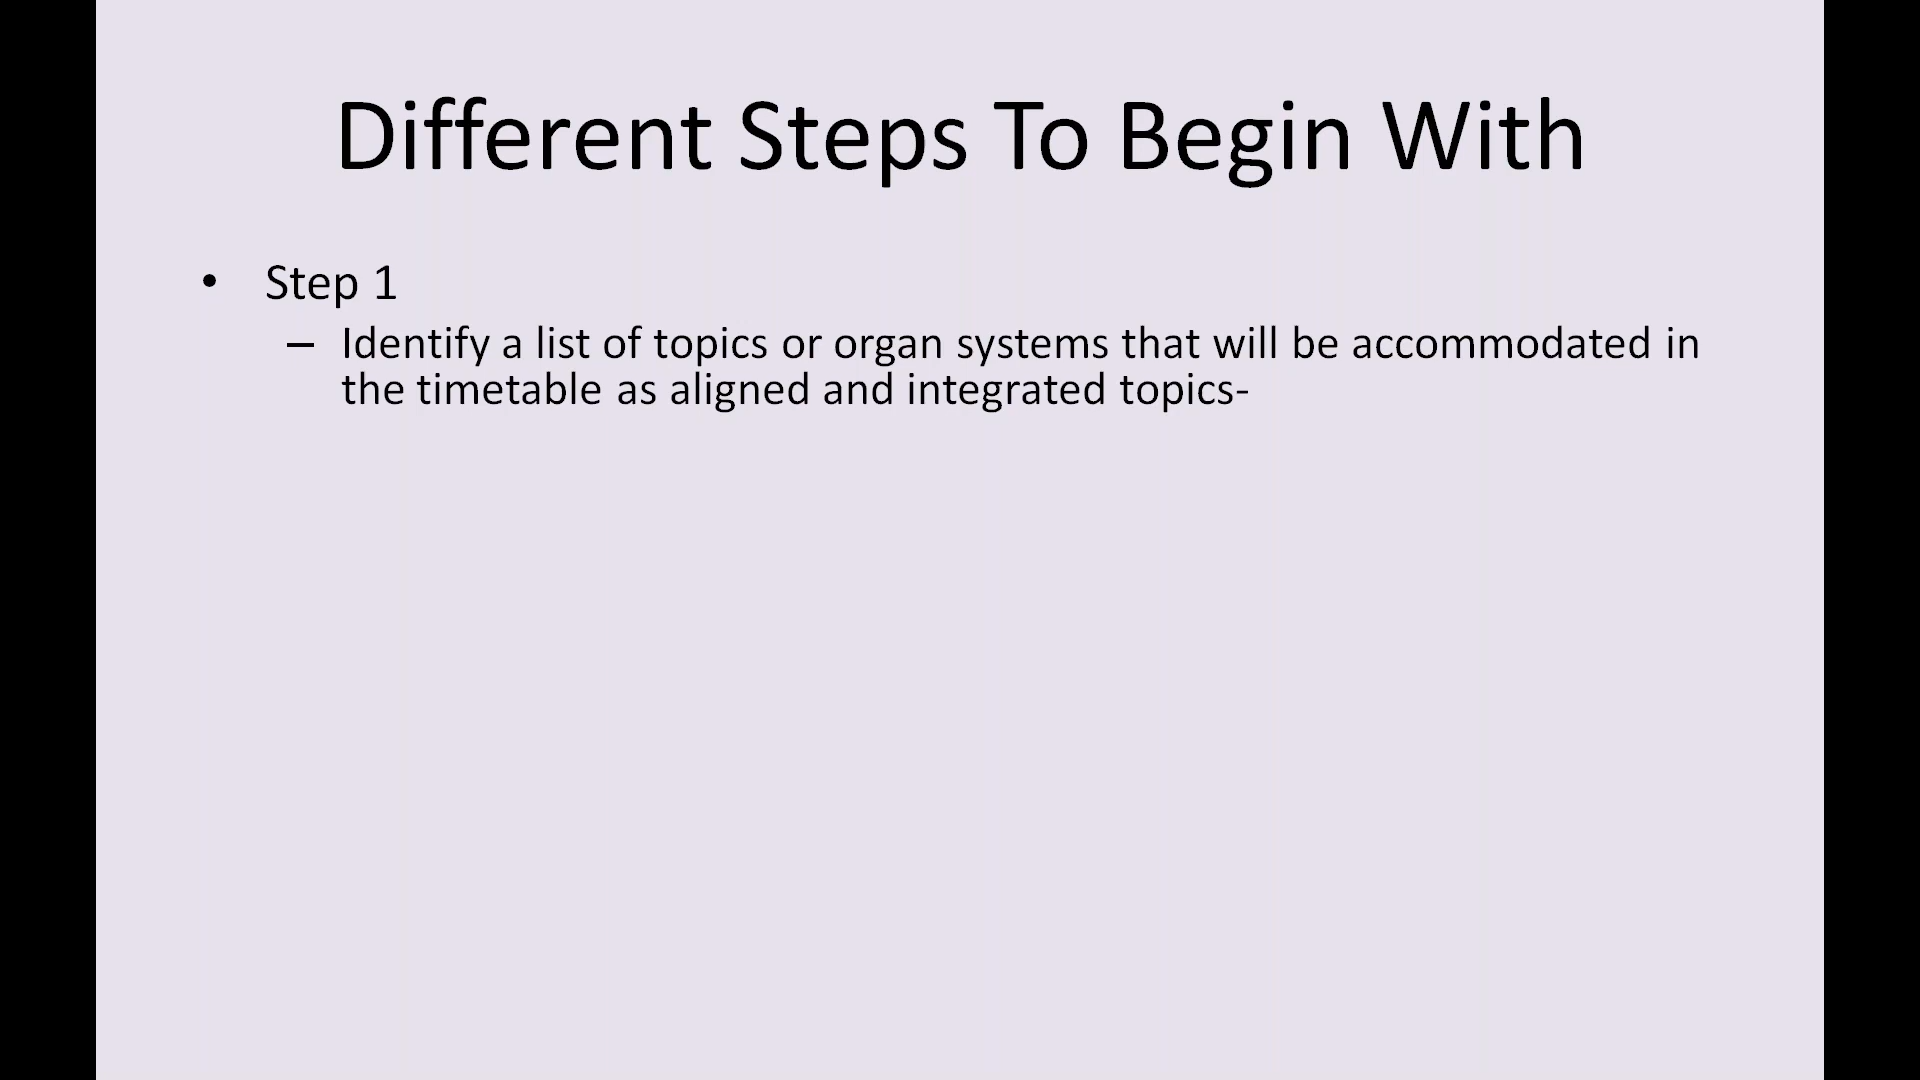 Different Steps To Begin With
• Step 1
– Identify a list of topics or organ systems that will be accommodated in
the timetable as aligned and integrated topics-